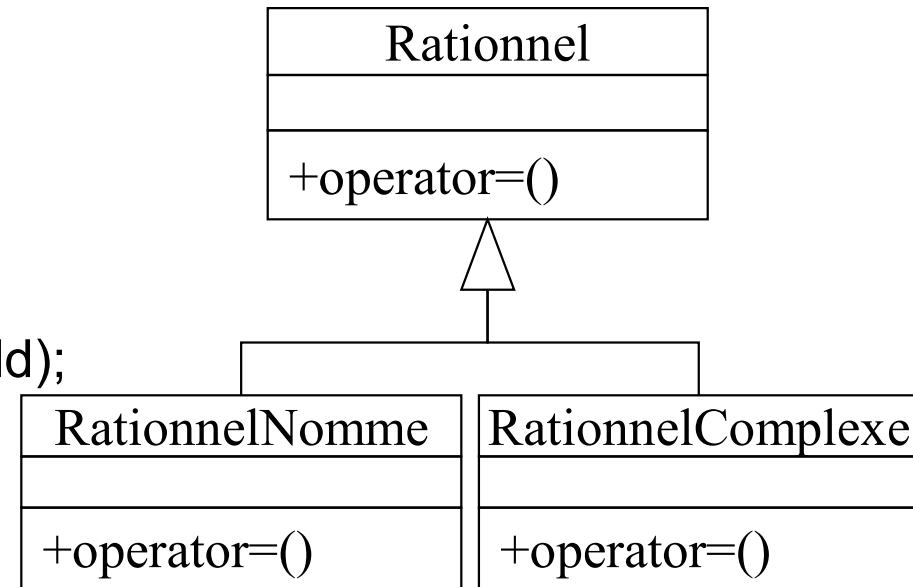 Rationnel
+operator=()
ld);
RationnelNomme
RationnelComplexe
+operator=()
+operator=()